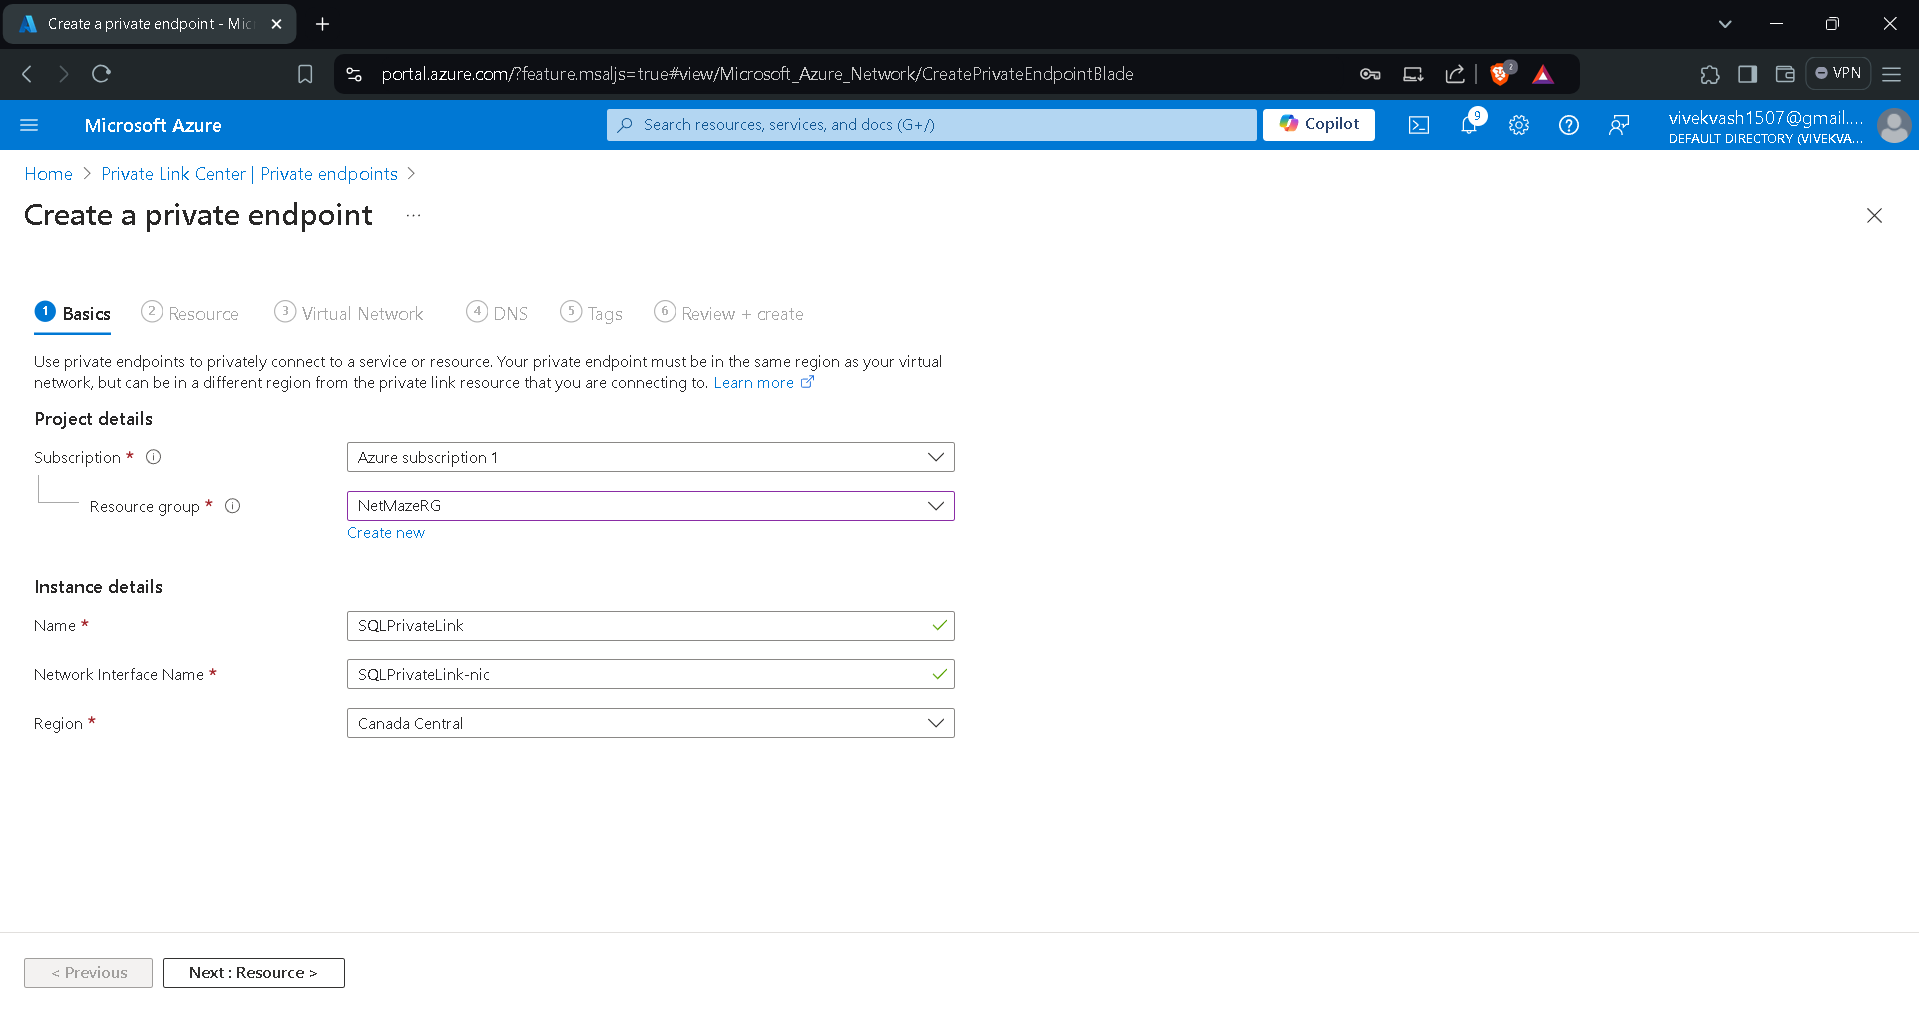 Create a private endpoint - Mic
portal.azure.com/?feature.msaljs=true#view/Microsoft_Azure_Network/CreatePrivateEndpointBlade
2
VPN
Microsoft Azure
Search resources, services, and docs (G+/)
Copilot
9
vivekvash1507@gmail....
DEFAULT DIRECTORY (VIVEKVA...
Home > Private Link Center | Private endpoints >
Create a private endpoint ...
1 Basics 2 Resource 3 Virtual Network 4 DNS 5 Tags 6 Review + create
Use private endpoints to privately connect to a service or resource. Your private endpoint must be in the same region as your virtual
network, but can be in a different region from the private link resource that you are connecting to. Learn more
Project details
Subscription * Azure subscription 1
Resource group * NetMazeRG
Create new
Instance details
Name * SQLPrivateLink
Network Interface Name * SQLPrivateLink-nic
Region * Canada Central
< Previous Next : Resource >